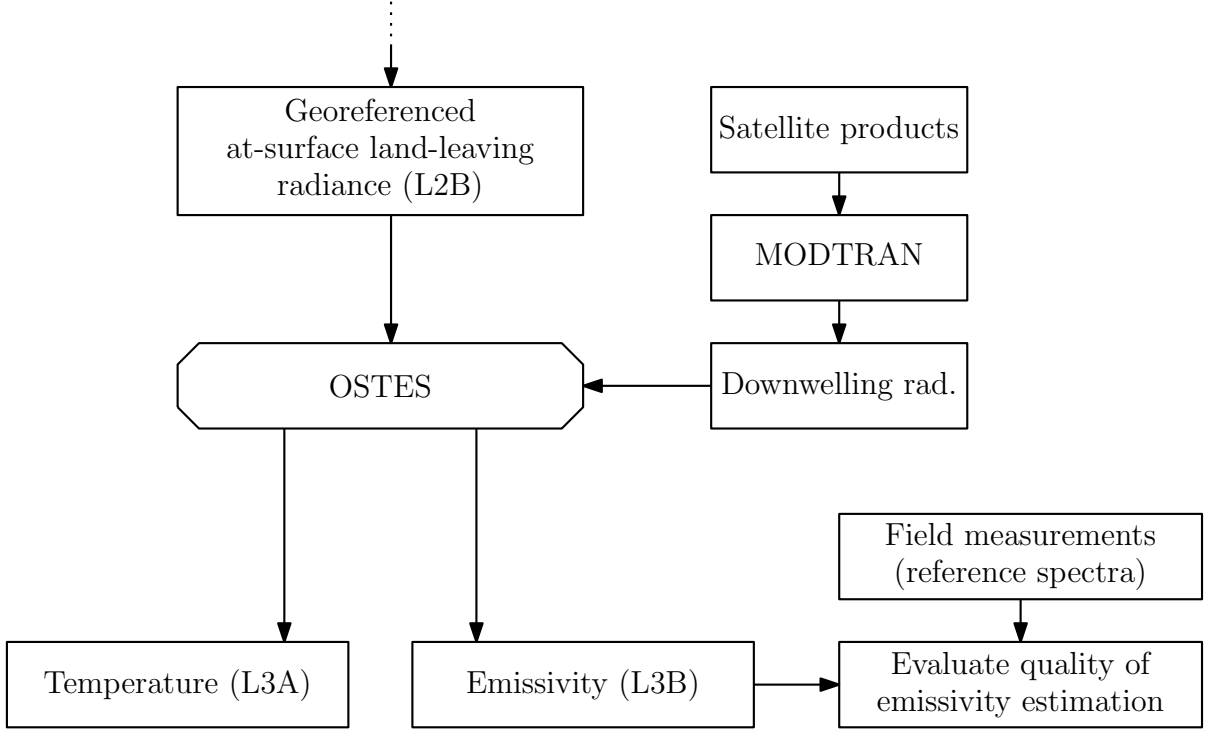 Georeferenced
at-surface land-leaving
radiance (L2B)
Satellite products
MODTRAN
OSTES
Downwelling rad.
Field measurements
(reference spectra)
Temperature (L3A)
Emissivity (L3B)
Evaluate quality of
emissivity estimation